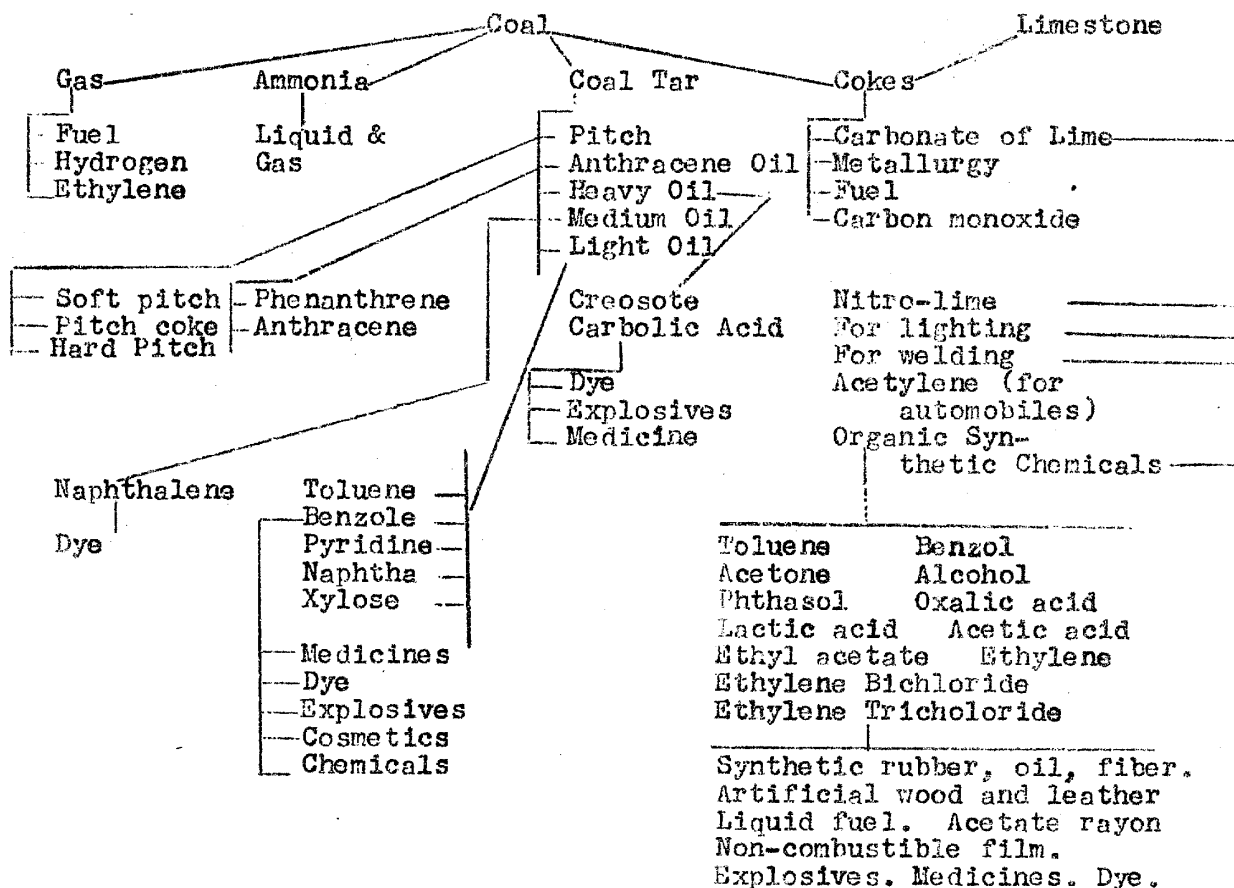 Coal Limestone
Gas Ammonia Coal Tar Cokes
Fuel Liquid & Pitch Carbonate of Lime
Hydrogen Gas Anthracene Oil Metallurgy
Ethylene Heavy Oil Fuel
Medium Oil Carbon monoxide
Light Oil
Soft pitch Phenanthrene Creosote Nitro-lime
Pitch coke Anthracene Carbolic Acid For lighting
Hard Pitch For welding
Dye Acetylene (for
Explosives automobiles)
Medicine Organic Syn-
thetic Chemicals
Naphthalene Toluene
Benzole
Dye Pyridine Toluene Benzol
Naphtha Acetone Alcohol
Xylose Phthasol Oxalic acid
Lactic acid Acetic acid
Medicines Ethyl acetate Ethylene
Dye Ethylene Bichloride
Explosives Ethylene Tricholoride
Cosmetics
Chemicals Synthetic rubber, oil, fiber.
Artificial wood and leather
Liquid fuel. Acetate rayon
Non-combustible film.
Explosives. Medicines. Dye.